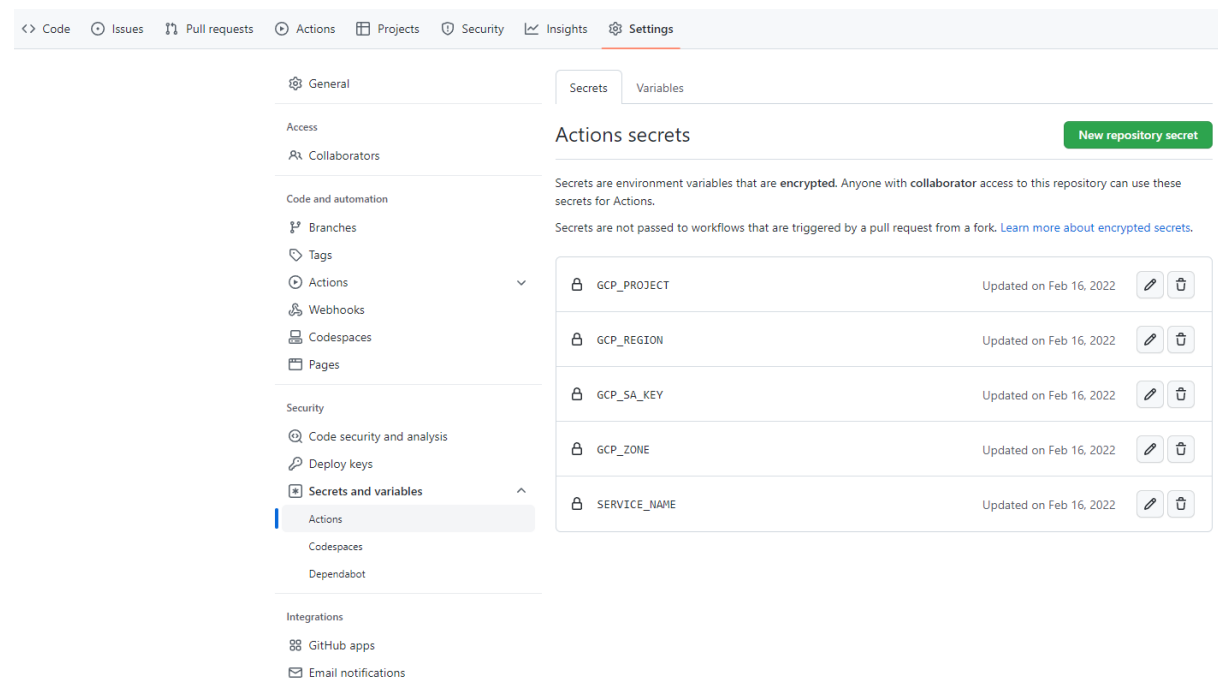 Code Issues Pull requests Actions Projects Security Insights Settings
General
Access
Collaborators
Code and automation
Branches
Tags
Actions
Webhooks
Codespaces
Pages
Security
Code security and analysis
Deploy keys
Secrets and variables
Actions
Codespaces
Dependabot
Integrations
GitHub apps
Email notifications
Secrets Variables
Actions secrets
New repository secret
Secrets are environment variables that are encrypted. Anyone with collaborator access to this repository can use these
secrets for Actions.
Secrets are not passed to workflows that are triggered by a pull request from a fork. Learn more about encrypted secrets.
GCP_PROJECT Updated on Feb 16, 2022
GCP_REGION Updated on Feb 16, 2022
GCP_SA_KEY Updated on Feb 16, 2022
GCP_ZONE Updated on Feb 16, 2022
SERVICE_NAME Updated on Feb 16, 2022